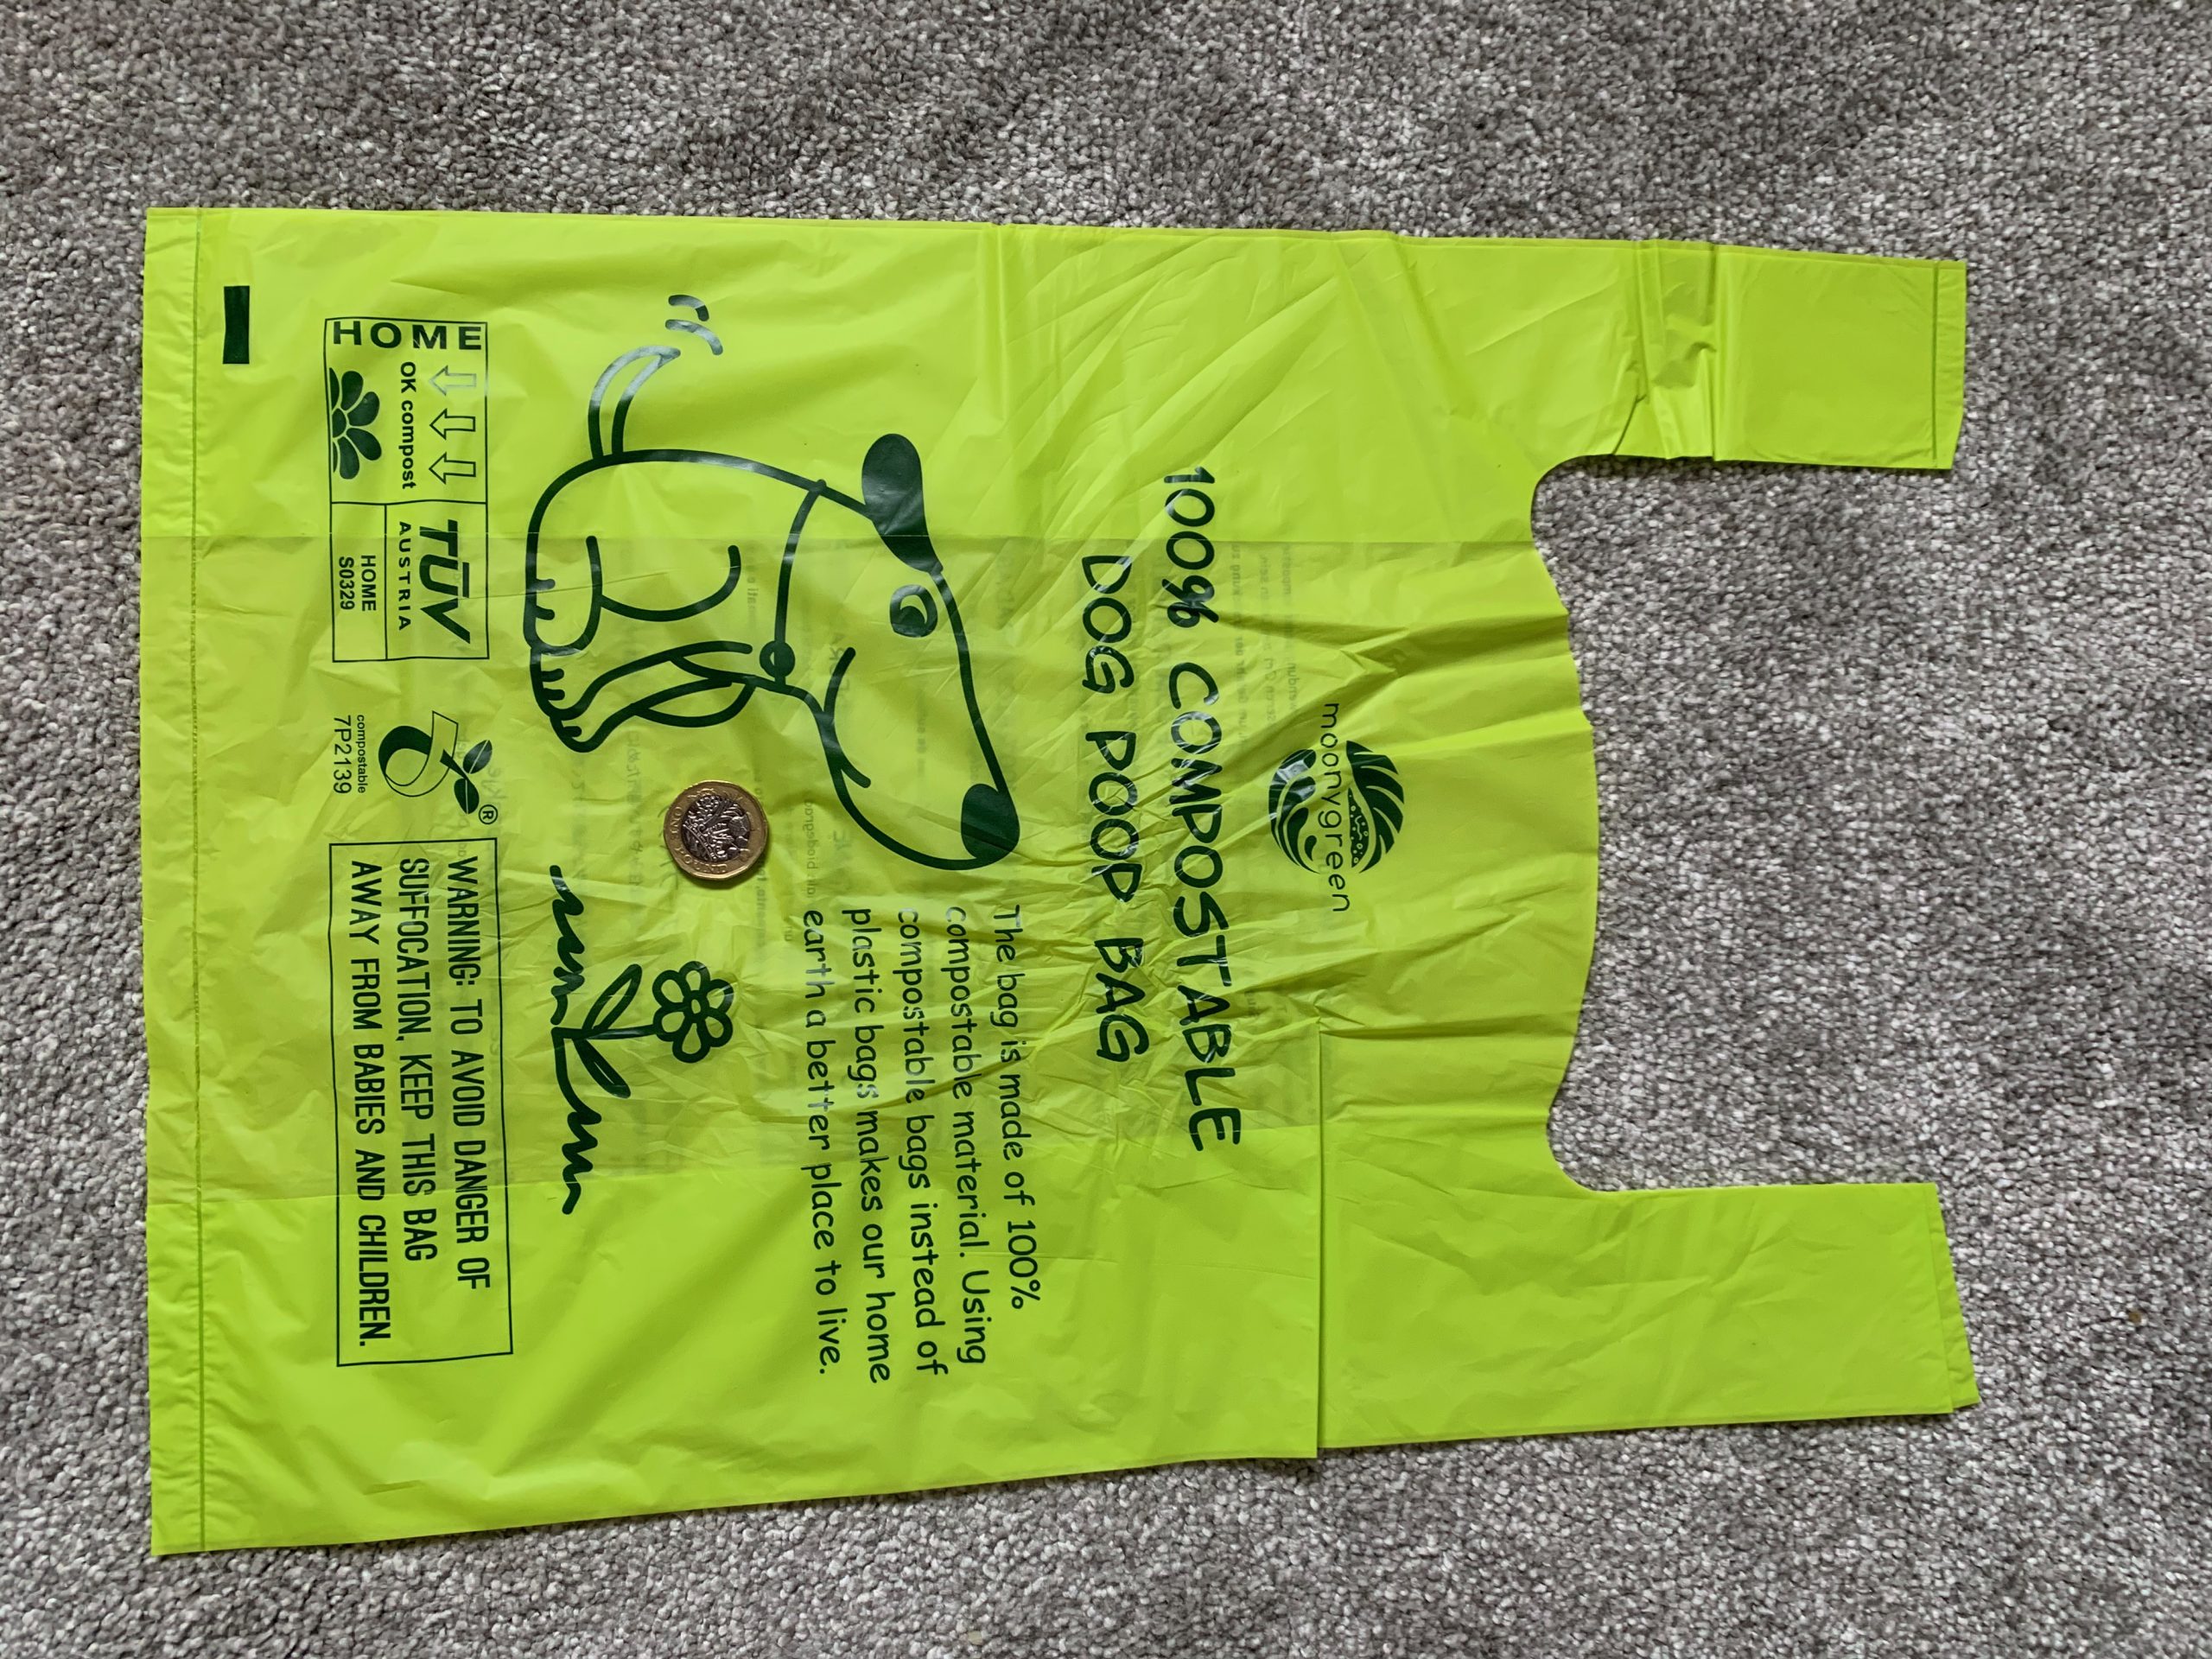 moonygreen
100% COMPOSTABLE
DOG POOP BAG
The bag is made of 100%
compostable material. Using
compostable bags instead of
plastic bags makes our home
earth a better place to live.
HOME
OK compost
TÜV
AUSTRIA
HOME
S0329
®
compostable
7P2139
WARNING: TO AVOID DANGER OF
SUFFOCATION, KEEP THIS BAG
AWAY FROM BABIES AND CHILDREN.